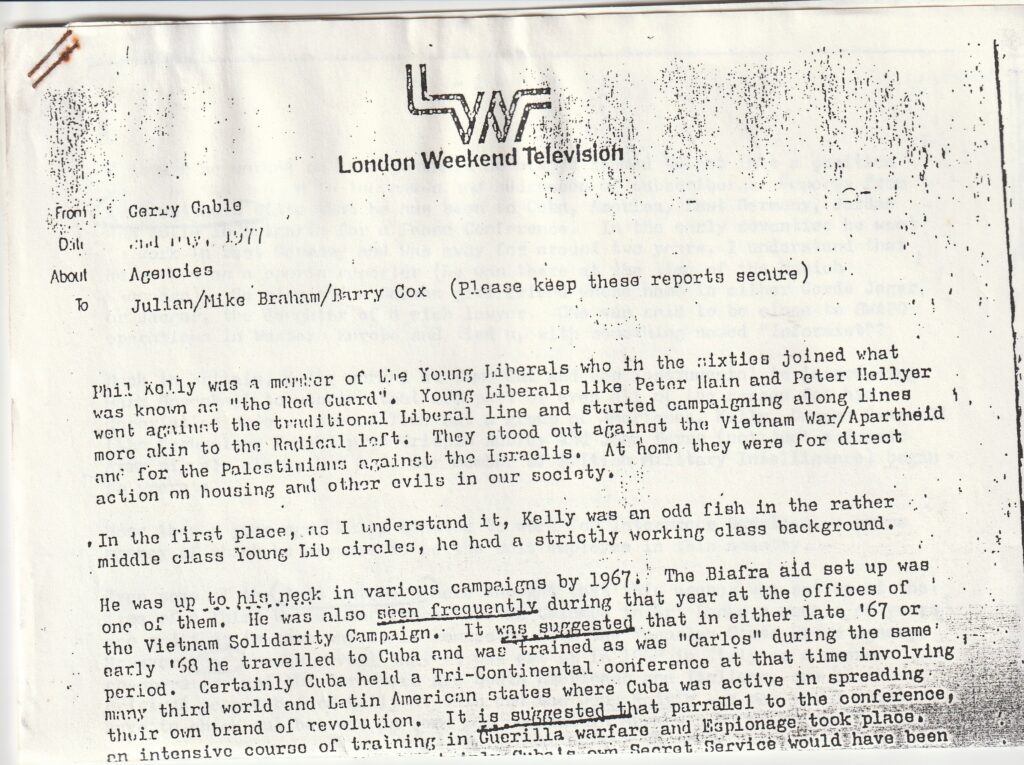 LWT
London Weekend Television
From Gerry Gable
Date 2nd May, 1977
About Agencies
To Julian/Mike Braham/Barry Cox (Please keep these reports secure)
Phil Kelly was a member of the Young Liberals who in the sixties joined what
was known as "the Red Guard". Young Liberals like Peter Hain and Peter Hellyer
went against the traditional Liberal line and started campaigning along lines
more akin to the Radical left. They stood out against the Vietnam War/Apartheid
and for the Palestinians against the Israelis. At home they were for direct
action on housing and other evils in our society.
In the first place, as I understand it, Kelly was an odd fish in the rather
middle class Young Lib circles, he had a strictly working class background.
He was up to his neck in various campaigns by 1967. The Biafra aid set up was
one of them. He was also seen frequently during that year at the offices of
the Vietnam Solidarity Campaign. It was suggested that in either late '67 or
early '68 he travelled to Cuba and was trained as was "Carlos" during the same
period. Certainly Cuba held a Tri-Continental conference at that time involving
many third world and Latin American states where Cuba was active in spreading
their own brand of revolution. It is suggested that parrallel to the conference,
an intensive course of training in Guerilla warfare and Espionage took place.
Cuba's own Secret Service would have been